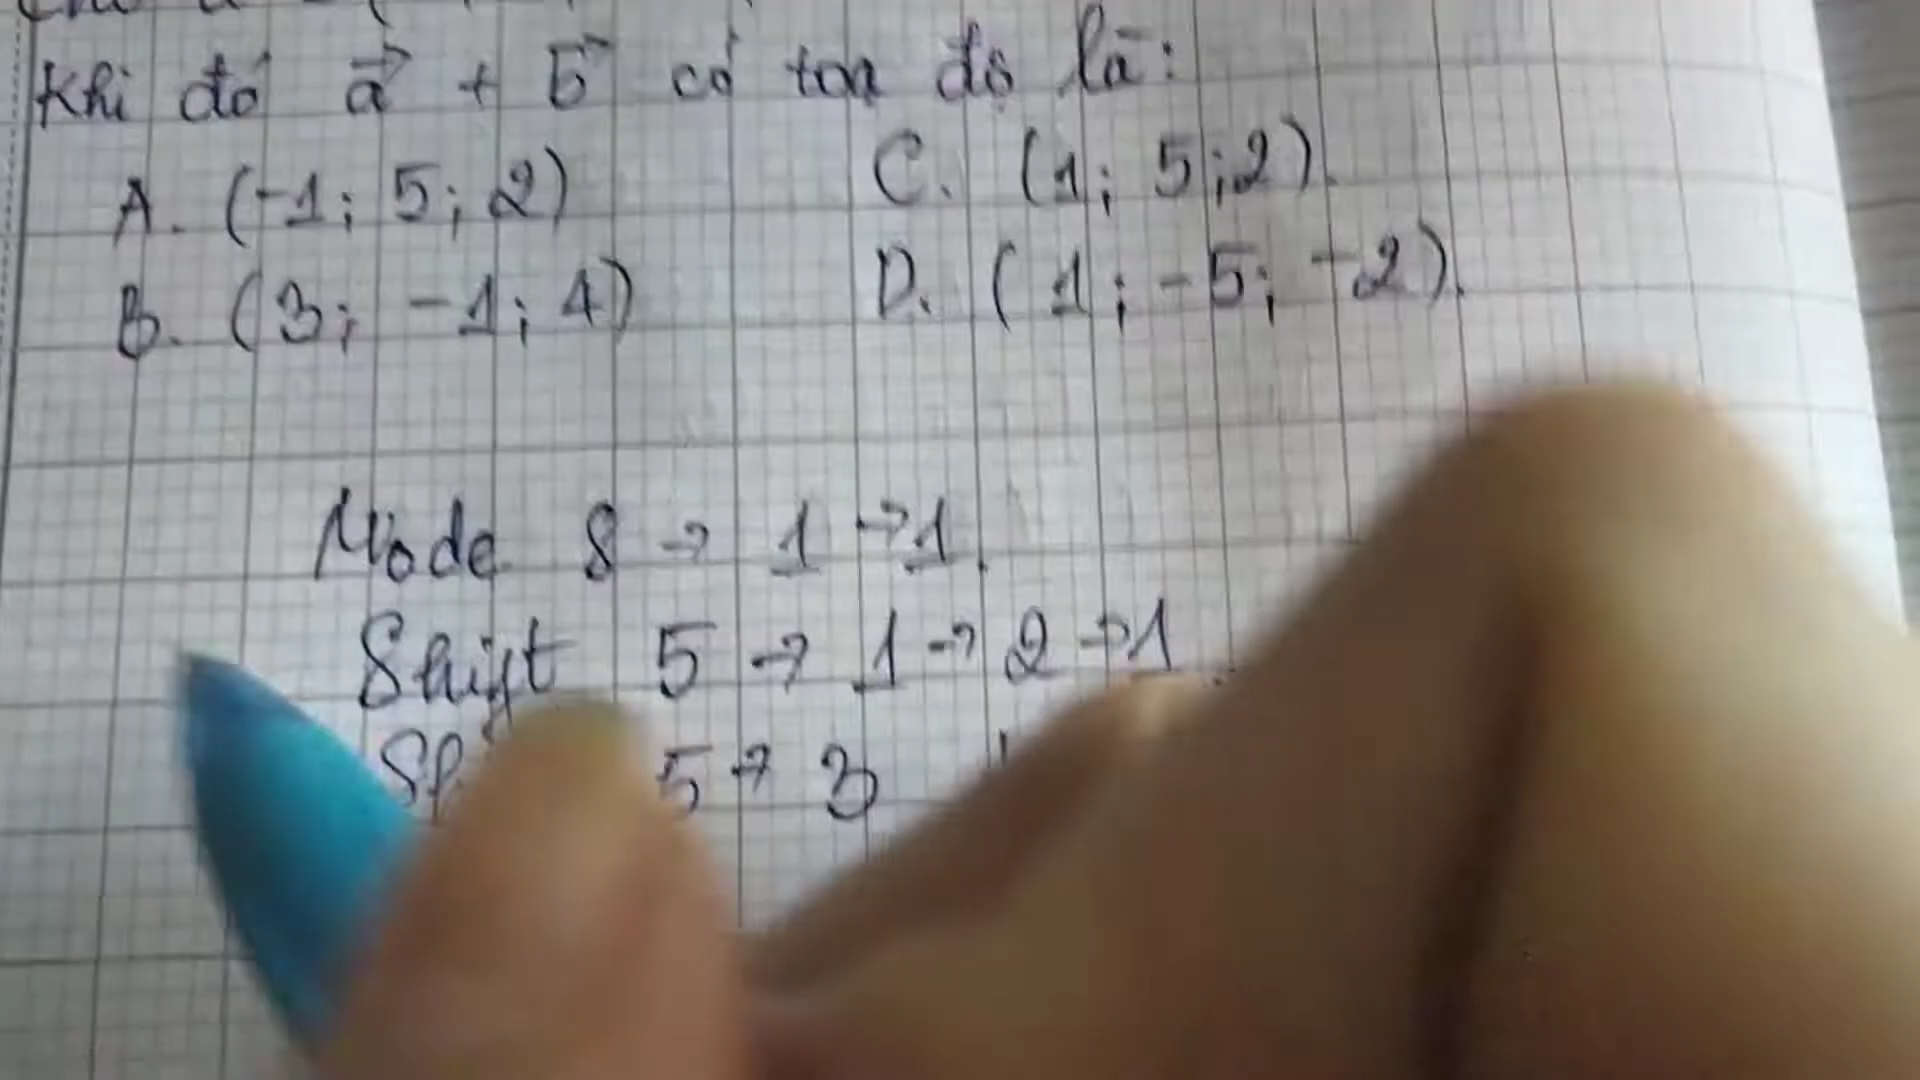 Khi đó a⃗ + b⃗ có toạ độ là:
A. (-1; 5; 2)
C. (1; 5; 2).
B. (3; -1; 4)
D. (1; -5; -2).
Mode 8 → 1 → 1.
Shift 5 → 1 → 2 → 1
5 → 3